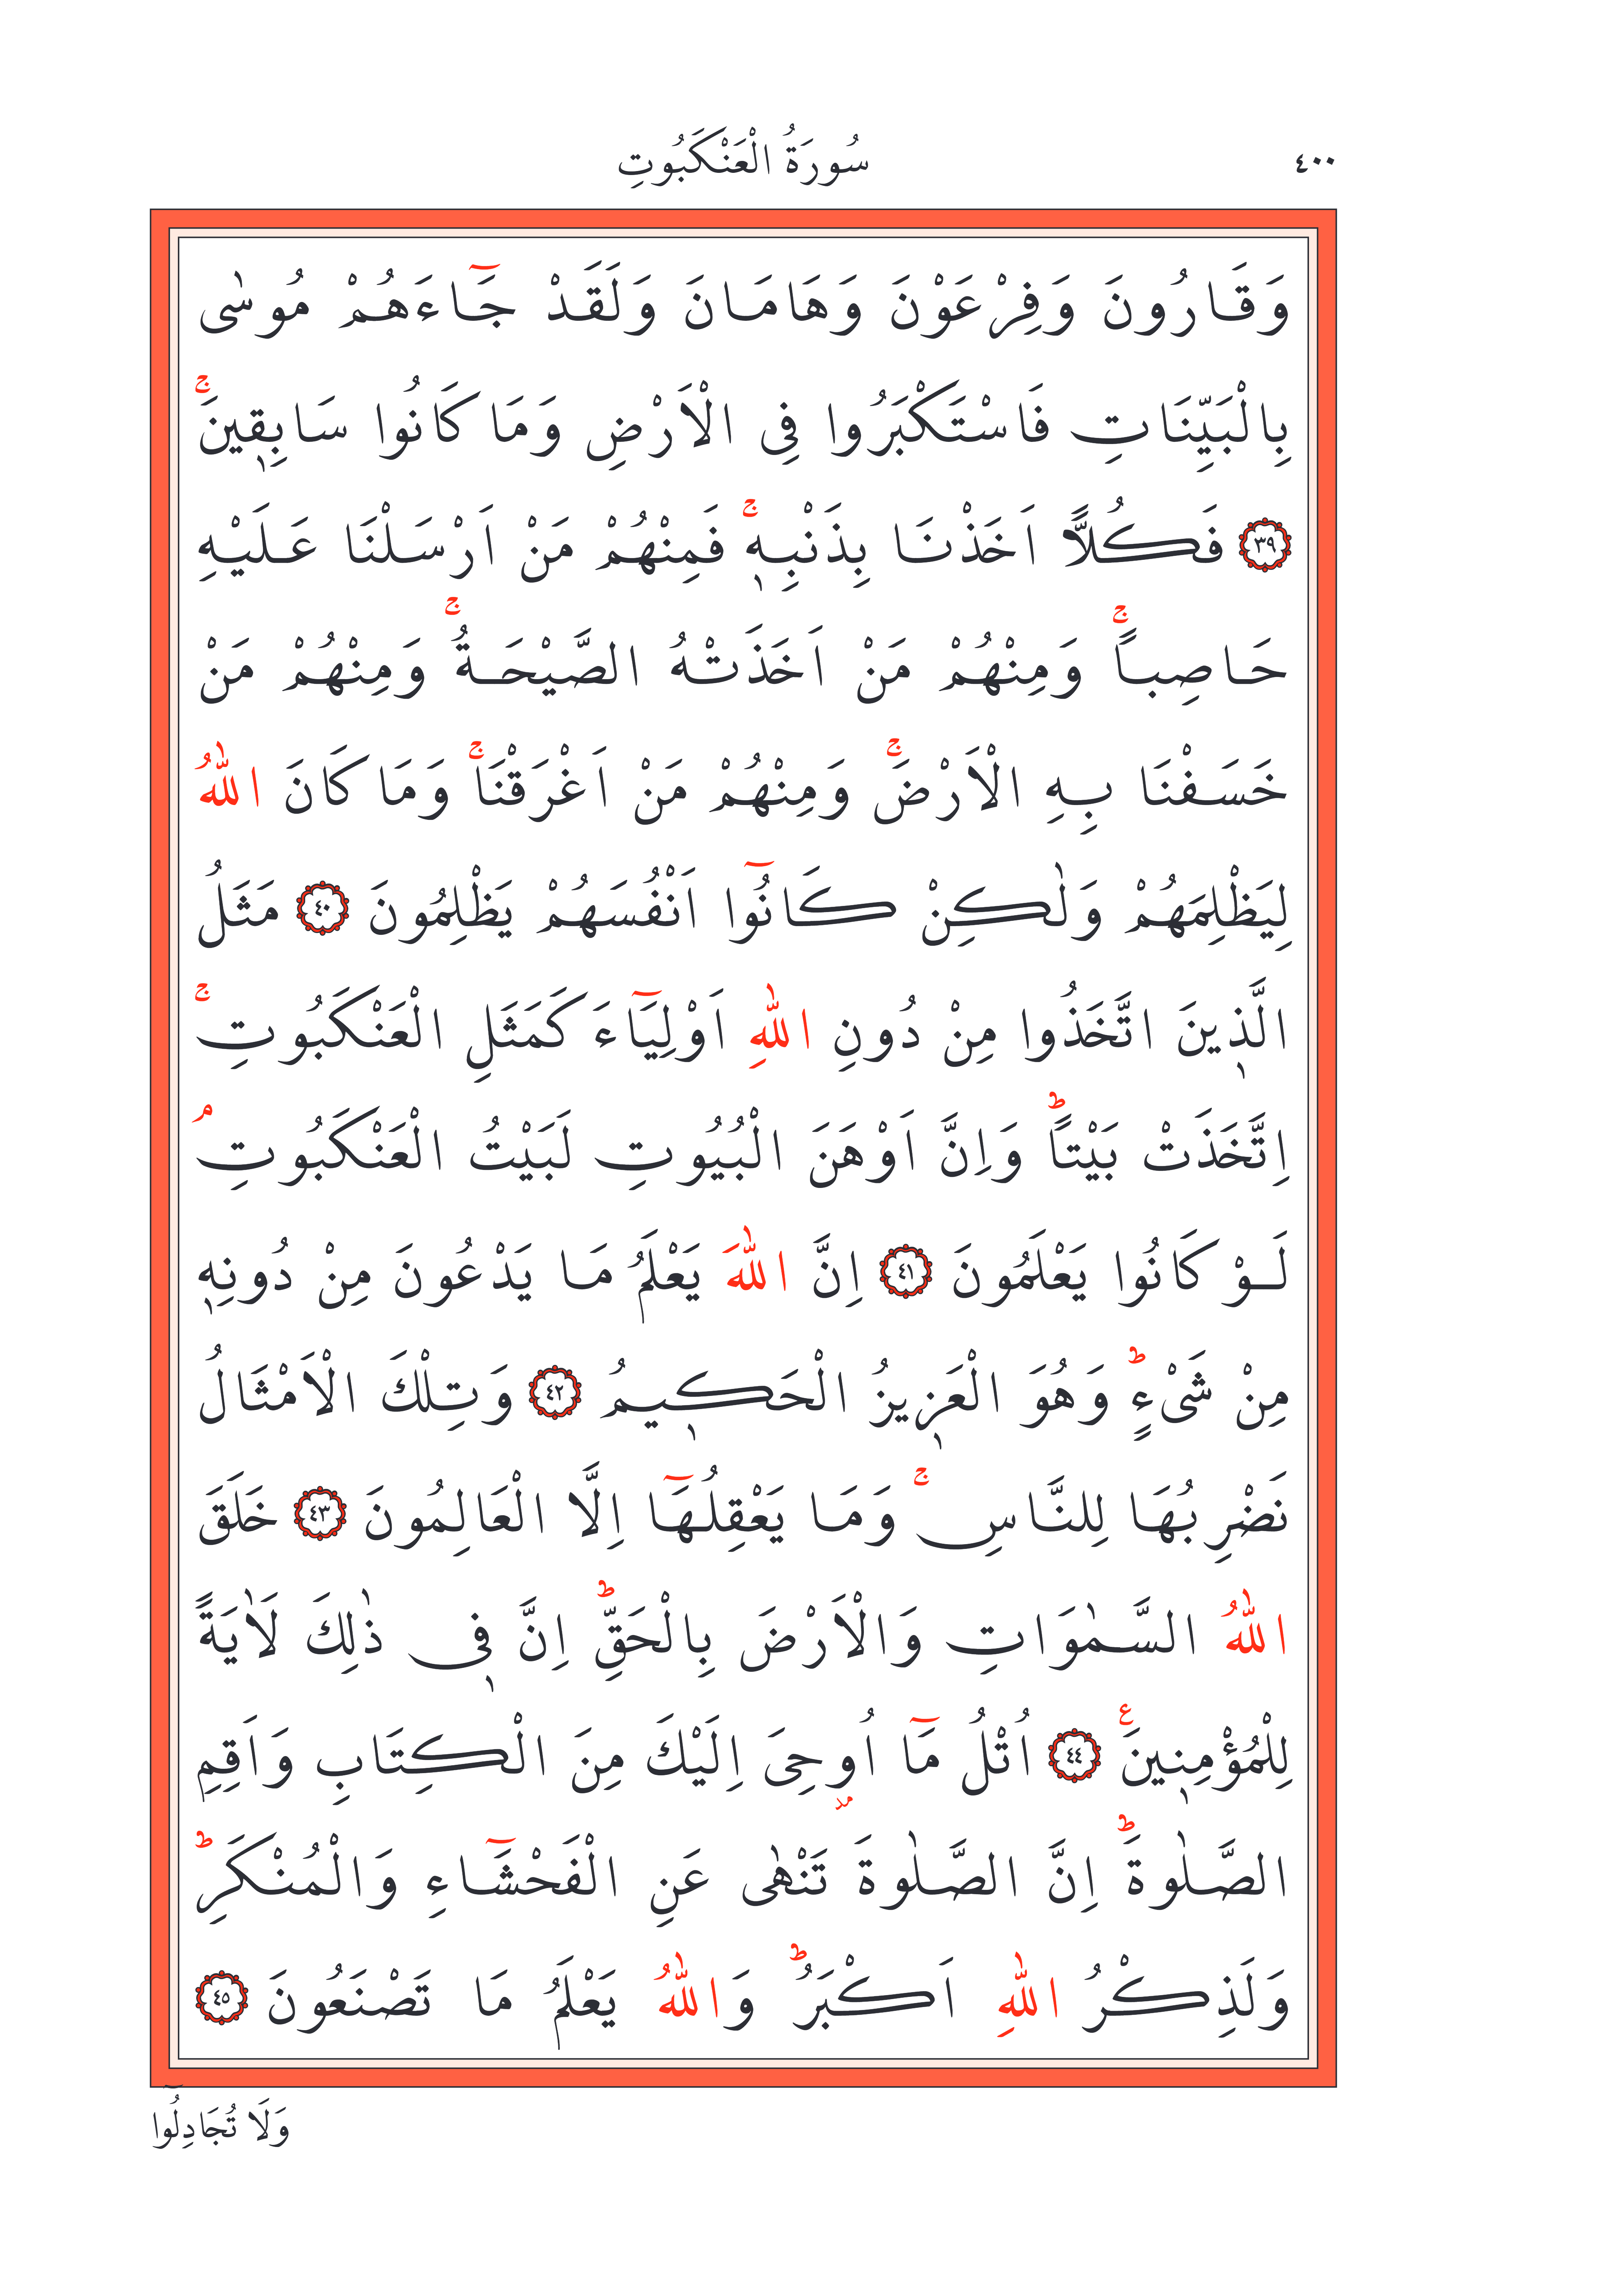 ٤٠٠
سُورَةُ الْعَنْكَبُوتِ
وَقَارُونَ وَفِرْعَوْنَ وَهَامَانَ وَلَقَدْ جَٓاءَهُمْ مُوسٰى
بِالْبَيِّنَاتِ فَاسْتَكْبَرُوا فِى الْاَرْضِ وَمَا كَانُوا سَابِق۪ينَۚ
﴿٣٩﴾ فَكُلًّا اَخَذْنَا بِذَنْبِه۪ۚ فَمِنْهُمْ مَنْ اَرْسَلْنَا عَلَيْهِ
حَاصِبًاۚ وَمِنْهُمْ مَنْ اَخَذَتْهُ الصَّيْحَةُۚ وَمِنْهُمْ مَنْ
خَسَفْنَا بِهِ الْاَرْضَۚ وَمِنْهُمْ مَنْ اَغْرَقْنَاۚ وَمَا كَانَ اللّٰهُ
لِيَظْلِمَهُمْ وَلٰكِنْ كَانُٓوا اَنْفُسَهُمْ يَظْلِمُونَ ﴿٤٠﴾ مَثَلُ
الَّذ۪ينَ اتَّخَذُوا مِنْ دُونِ اللّٰهِ اَوْلِيَٓاءَ كَمَثَلِ الْعَنْكَبُوتِۚ
اِتَّخَذَتْ بَيْتًاۜ وَاِنَّ اَوْهَنَ الْبُيُوتِ لَبَيْتُ الْعَنْكَبُوتِۢ
لَوْ كَانُوا يَعْلَمُونَ ﴿٤١﴾ اِنَّ اللّٰهَ يَعْلَمُ مَا يَدْعُونَ مِنْ دُونِه۪
مِنْ شَىْءٍۜ وَهُوَ الْعَز۪يزُ الْحَك۪يمُ ﴿٤٢﴾ وَتِلْكَ الْاَمْثَالُ
نَضْرِبُهَا لِلنَّاسِۚ وَمَا يَعْقِلُهَٓا اِلَّا الْعَالِمُونَ ﴿٤٣﴾ خَلَقَ
اللّٰهُ السَّمٰوَاتِ وَالْاَرْضَ بِالْحَقِّۜ اِنَّ ف۪ى ذٰلِكَ لَاٰيَةً
لِلْمُؤْمِن۪ينَ۟ ﴿٤٤﴾ اُتْلُ مَٓا اُو۫حِىَ اِلَيْكَ مِنَ الْكِتَابِ وَاَقِمِ
الصَّلٰوةَۜ اِنَّ الصَّلٰوةَ تَنْهٰى عَنِ الْفَحْشَٓاءِ وَالْمُنْكَرِۜ
وَلَذِكْرُ اللّٰهِ اَكْبَرُۜ وَاللّٰهُ يَعْلَمُ مَا تَصْنَعُونَ ﴿٤٥﴾
وَلَا تُجَادِلُٓوا